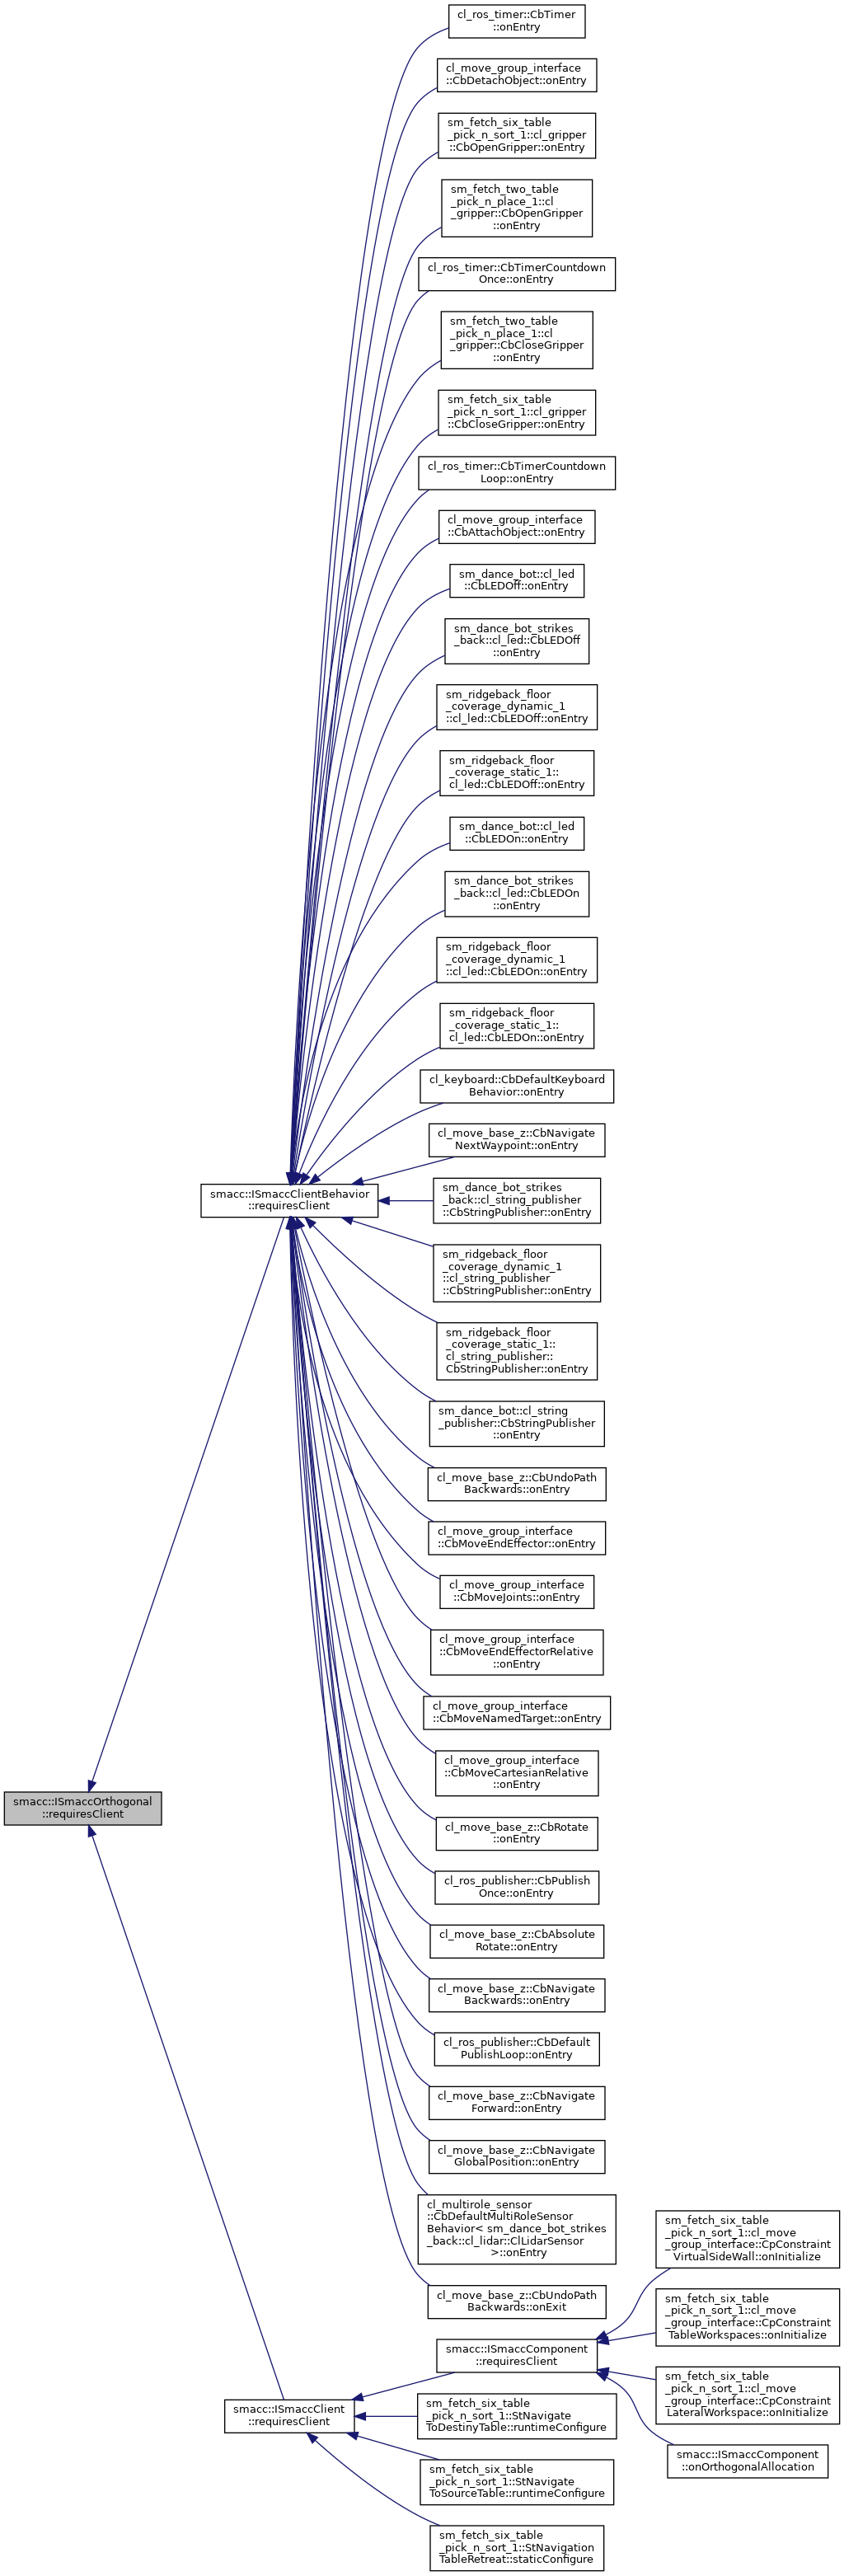 cl_ros_timer::CbTimer
::onEntry
cl_move_group_interface
::CbDetachObject::onEntry
sm_fetch_six_table
_pick_n_sort_1::cl_gripper
::CbOpenGripper::onEntry
sm_fetch_two_table
_pick_n_place_1::cl
_gripper::CbOpenGripper
::onEntry
cl_ros_timer::CbTimerCountdown
Once::onEntry
sm_fetch_two_table
_pick_n_place_1::cl
_gripper::CbCloseGripper
::onEntry
sm_fetch_six_table
_pick_n_sort_1::cl_gripper
::CbCloseGripper::onEntry
cl_ros_timer::CbTimerCountdown
Loop::onEntry
cl_move_group_interface
::CbAttachObject::onEntry
sm_dance_bot::cl_led
::CbLEDOff::onEntry
sm_dance_bot_strikes
_back::cl_led::CbLEDOff
::onEntry
sm_ridgeback_floor
_coverage_dynamic_1
::cl_led::CbLEDOff::onEntry
sm_ridgeback_floor
_coverage_static_1::
cl_led::CbLEDOff::onEntry
sm_dance_bot::cl_led
::CbLEDOn::onEntry
sm_dance_bot_strikes
_back::cl_led::CbLEDOn
::onEntry
sm_ridgeback_floor
_coverage_dynamic_1
::cl_led::CbLEDOn::onEntry
sm_ridgeback_floor
_coverage_static_1::
cl_led::CbLEDOn::onEntry
cl_keyboard::CbDefaultKeyboard
Behavior::onEntry
cl_move_base_z::CbNavigate
NextWaypoint::onEntry
smacc::ISmaccClientBehavior
::requiresClient
sm_dance_bot_strikes
_back::cl_string_publisher
::CbStringPublisher::onEntry
sm_ridgeback_floor
_coverage_dynamic_1
::cl_string_publisher
::CbStringPublisher::onEntry
sm_ridgeback_floor
_coverage_static_1::
cl_string_publisher::
CbStringPublisher::onEntry
sm_dance_bot::cl_string
_publisher::CbStringPublisher
::onEntry
cl_move_base_z::CbUndoPath
Backwards::onEntry
cl_move_group_interface
::CbMoveEndEffector::onEntry
cl_move_group_interface
::CbMoveJoints::onEntry
cl_move_group_interface
::CbMoveEndEffectorRelative
::onEntry
cl_move_group_interface
::CbMoveNamedTarget::onEntry
cl_move_group_interface
::CbMoveCartesianRelative
::onEntry
smacc::ISmaccOrthogonal
::requiresClient
cl_move_base_z::CbRotate
::onEntry
cl_ros_publisher::CbPublish
Once::onEntry
cl_move_base_z::CbAbsolute
Rotate::onEntry
cl_move_base_z::CbNavigate
Backwards::onEntry
cl_ros_publisher::CbDefault
PublishLoop::onEntry
cl_move_base_z::CbNavigate
Forward::onEntry
cl_move_base_z::CbNavigate
GlobalPosition::onEntry
cl_multirole_sensor
::CbDefaultMultiRoleSensor
Behavior< sm_dance_bot_strikes
_back::cl_lidar::ClLidarSensor
>::onEntry
cl_move_base_z::CbUndoPath
Backwards::onExit
sm_fetch_six_table
_pick_n_sort_1::cl_move
_group_interface::CpConstraint
VirtualSideWall::onInitialize
sm_fetch_six_table
_pick_n_sort_1::cl_move
_group_interface::CpConstraint
TableWorkspaces::onInitialize
smacc::ISmaccComponent
::requiresClient
sm_fetch_six_table
_pick_n_sort_1::cl_move
_group_interface::CpConstraint
LateralWorkspace::onInitialize
smacc::ISmaccClient
::requiresClient
sm_fetch_six_table
_pick_n_sort_1::StNavigate
ToDestinyTable::runtimeConfigure
smacc::ISmaccComponent
::onOrthogonalAllocation
sm_fetch_six_table
_pick_n_sort_1::StNavigate
ToSourceTable::runtimeConfigure
sm_fetch_six_table
_pick_n_sort_1::StNavigation
TableRetreat::staticConfigure